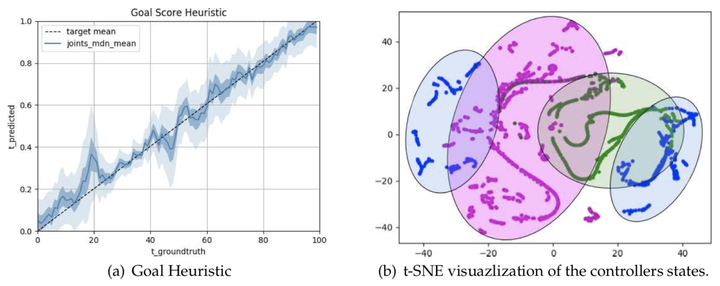 Goal Score Heuristic
target mean
joints_mdn_mean
t_predicted
1.0
0.8
0.6
0.4
0.2
0.0
0 20 40 60 80 100
t_groundtruth
(a) Goal Heuristic
40
20
0
−20
−40
−40 −20 0 20 40
(b) t-SNE visuazlization of the controllers states.